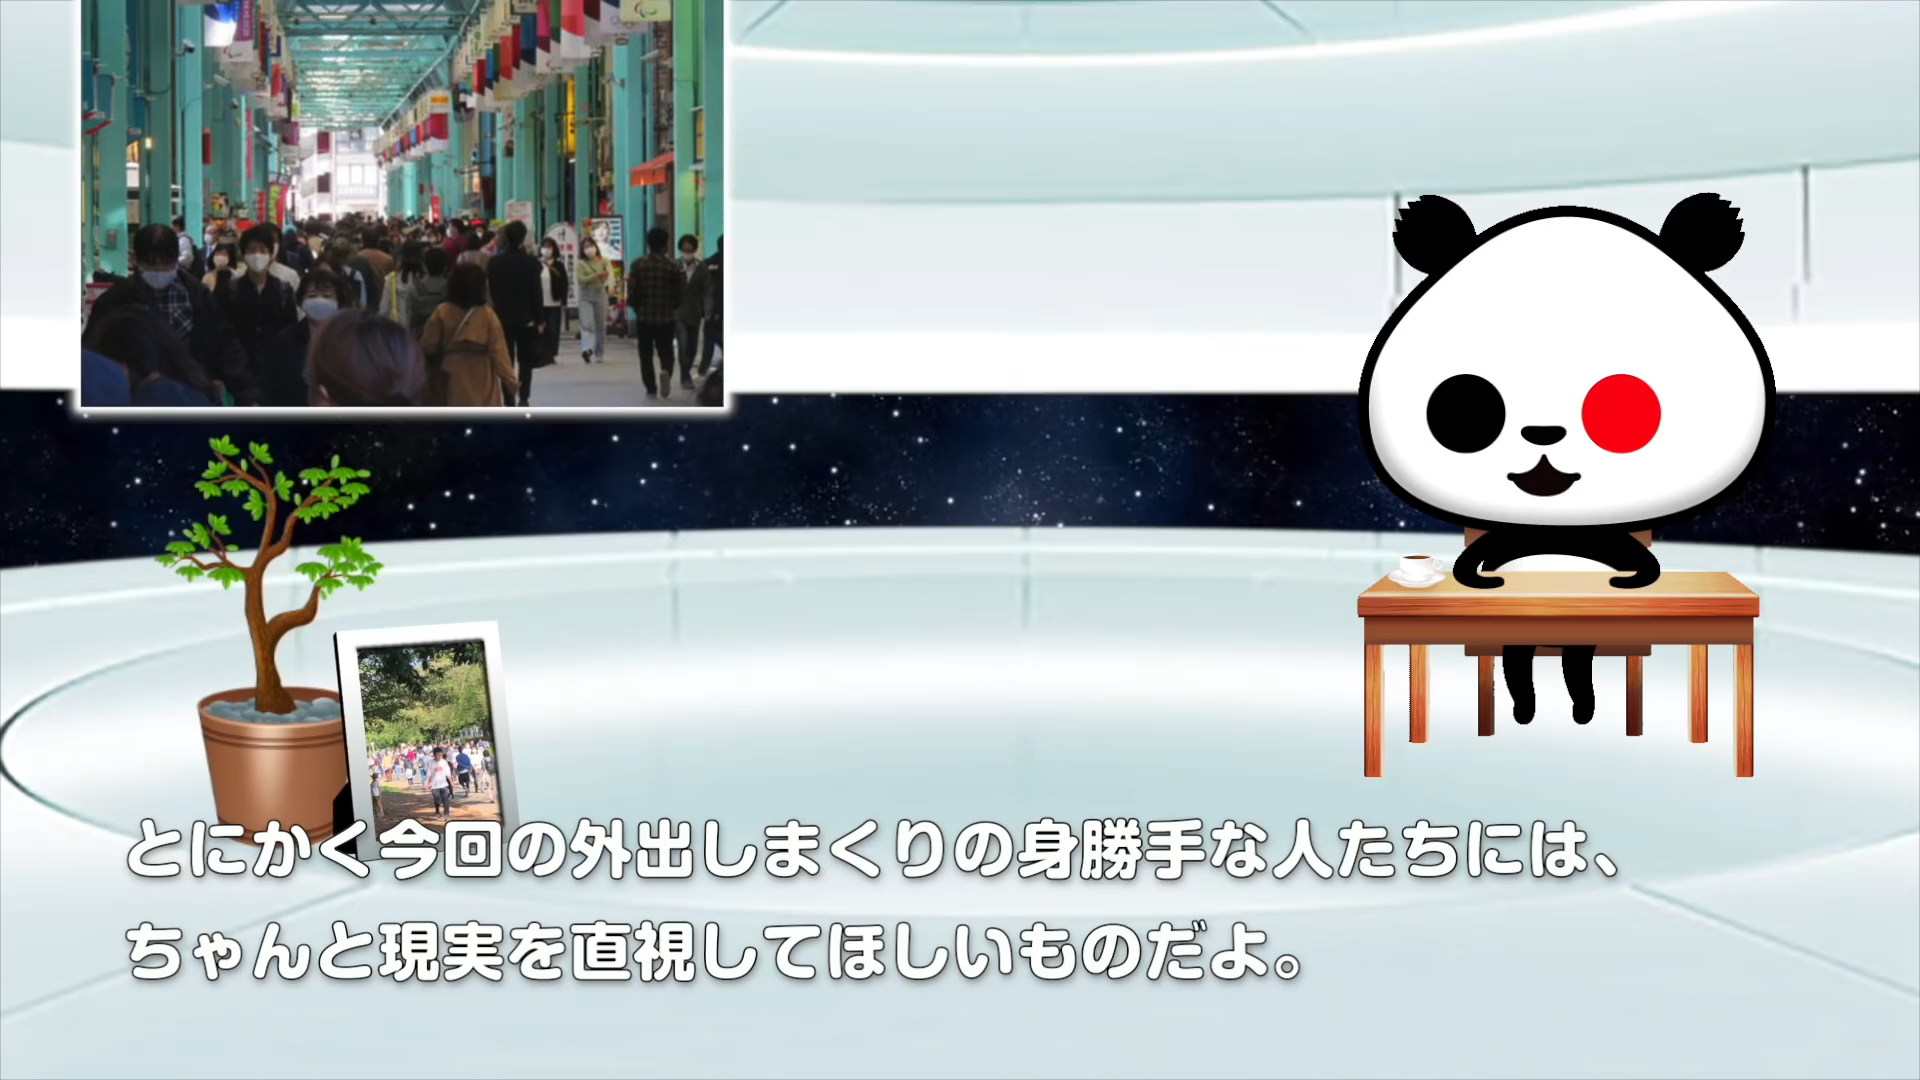 とにかく今回の外出しまくりの身勝手な人たちには、
ちゃんと現実を直視してほしいものだよ。